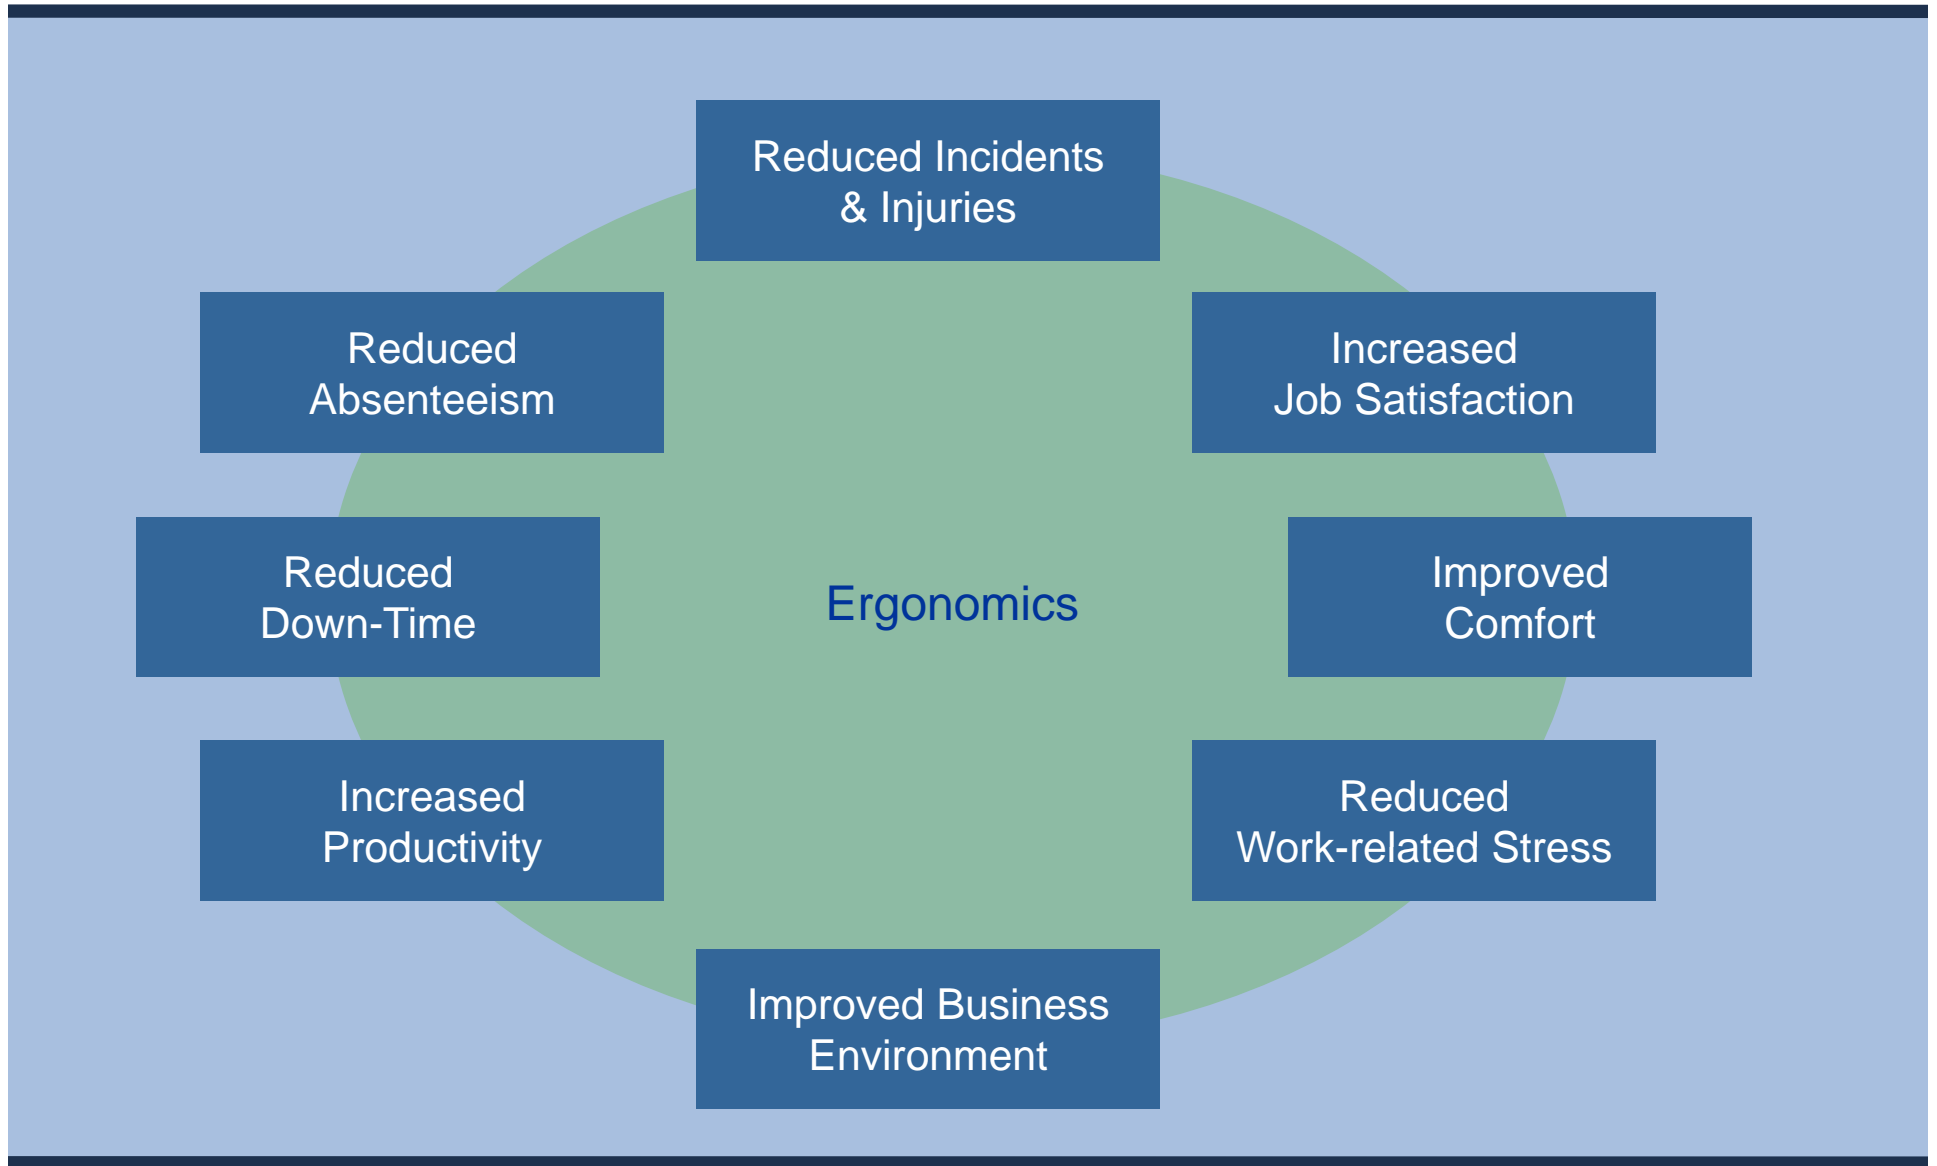 Reduced Incidents
& Injuries
Reduced
Absenteeism
Increased
Job Satisfaction
Reduced
Down-Time
Ergonomics
Improved
Comfort
Increased
Productivity
Reduced
Work-related Stress
Improved Business
Environment